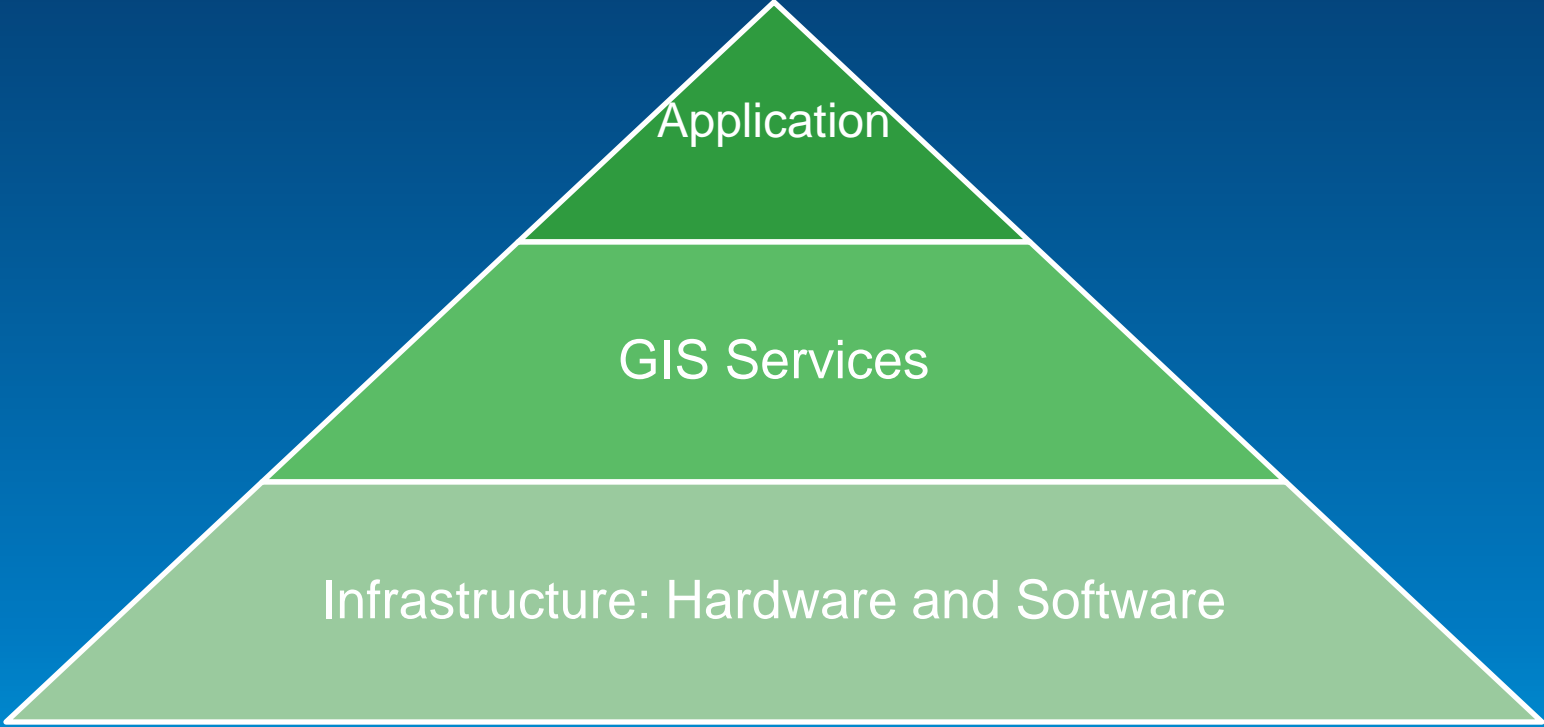 Application
GIS Services
Infrastructure: Hardware and Software